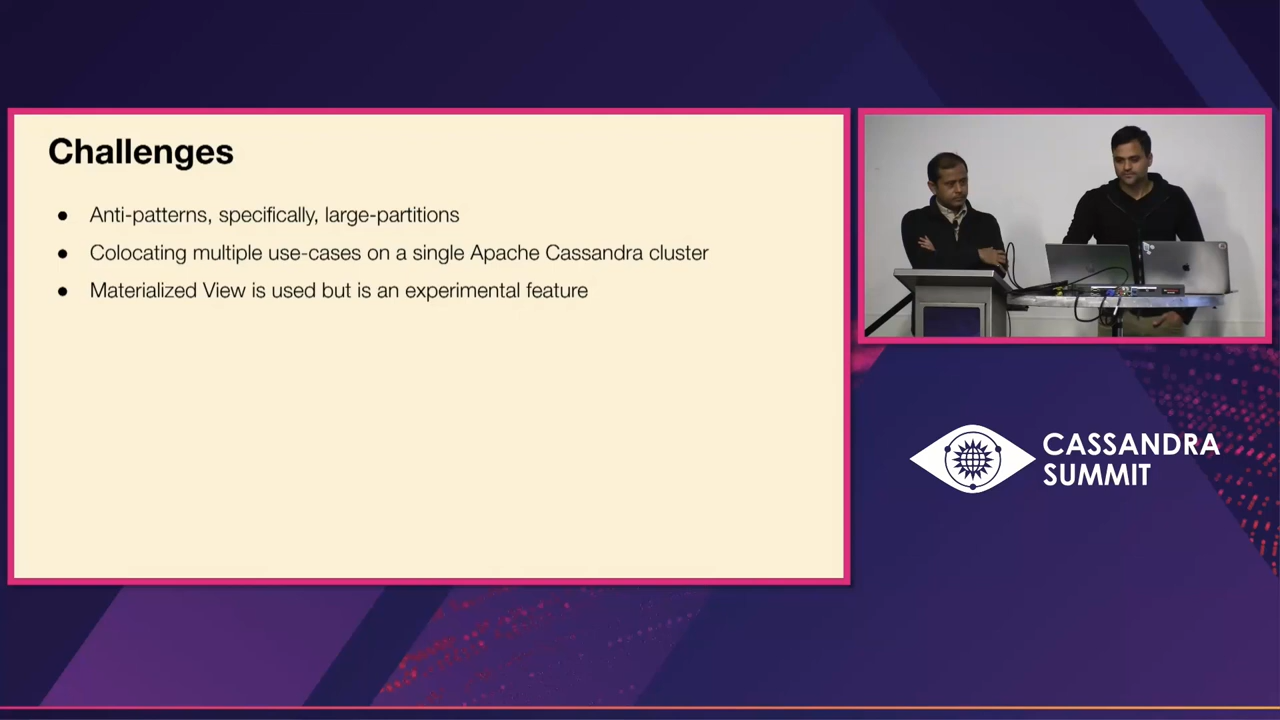 Challenges
● Anti-patterns, specifically, large-partitions
● Colocating multiple use-cases on a single Apache Cassandra cluster
● Materialized View is used but is an experimental feature
CASSANDRA
SUMMIT